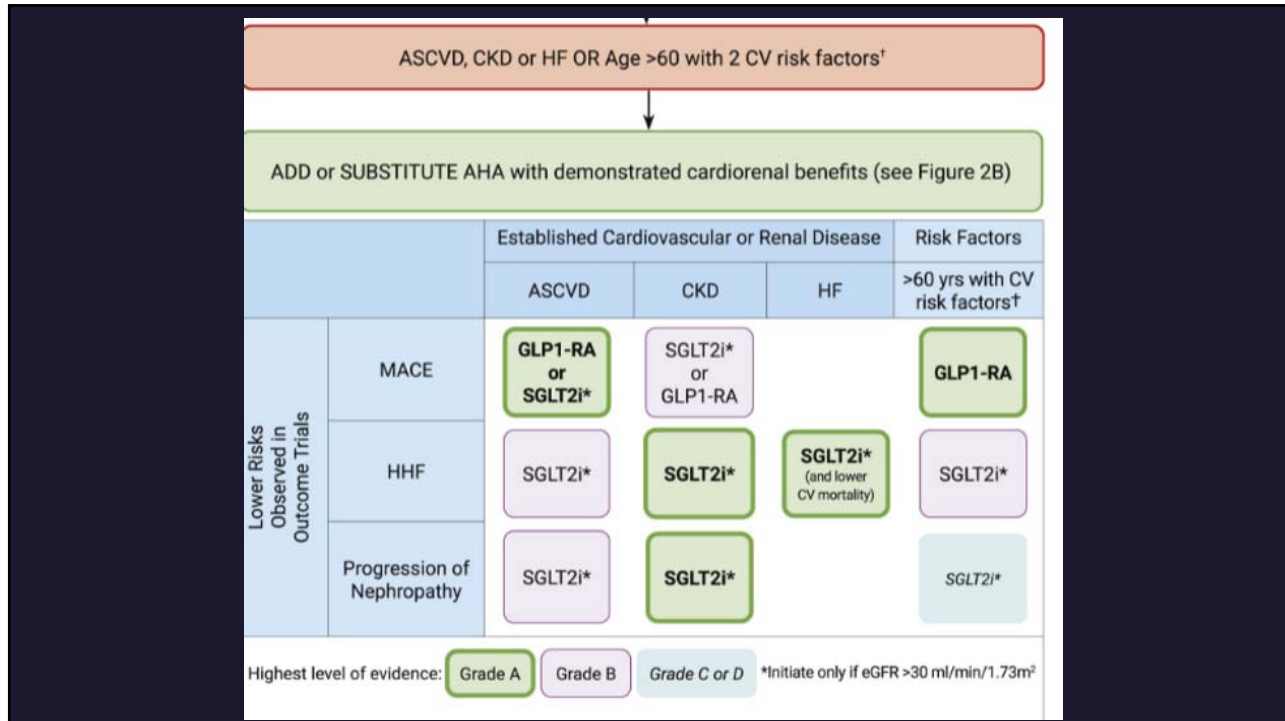 ASCVD, CKD or HF OR Age >60 with 2 CV risk factors†
ADD or SUBSTITUTE AHA with demonstrated cardiorenal benefits (see Figure 2B)
Established Cardiovascular or Renal Disease
Risk Factors
ASCVD
CKD
HF
>60 yrs with CV
risk factors†
Lower Risks
Observed in
Outcome Trials
MACE
GLP1-RA
or
SGLT2i*
SGLT2i*
or
GLP1-RA
GLP1-RA
HHF
SGLT2i*
SGLT2i*
SGLT2i*
(and lower
CV mortality)
SGLT2i*
Progression of
Nephropathy
SGLT2i*
SGLT2i*
SGLT2i*
Highest level of evidence:
Grade A
Grade B
Grade C or D
*Initiate only if eGFR >30 ml/min/1.73m²